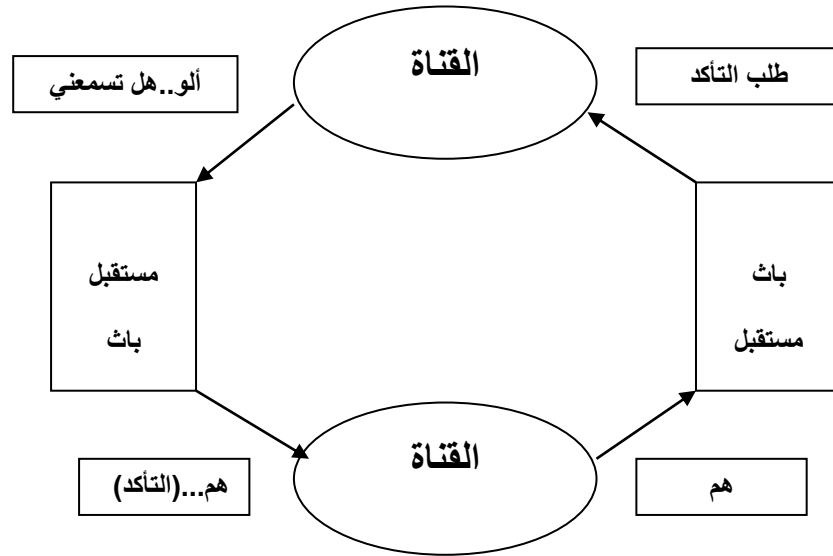 القناة
طلب التأكد
ألو..هل تسمعني
باث
مستقبل
مستقبل
باث
القناة
هم
هم...(التأكد)